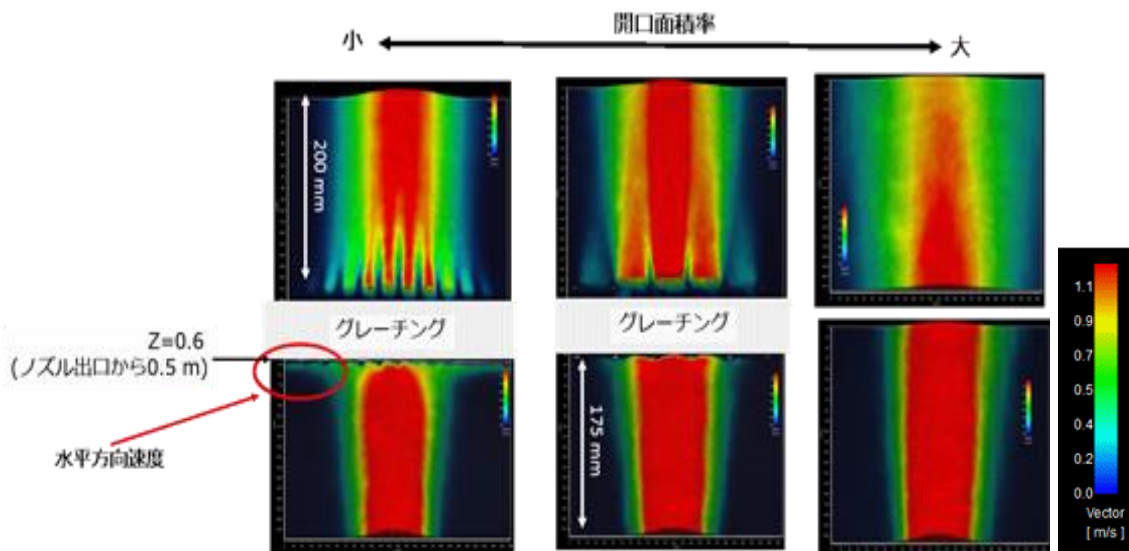 開口面積率
小
大
200 mm
グレーチング
グレーチング
Z=0.6
(ノズル出口から0.5 m)
水平方向速度
175 mm
1.1
0.9
0.8
0.6
0.4
0.2
0.0
Vector
[ m/s ]